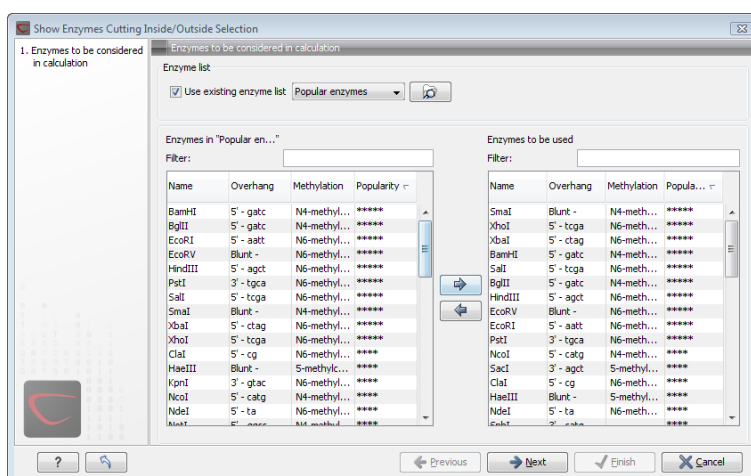 Show Enzymes Cutting Inside/Outside Selection
1. Enzymes to be considered
in calculation
Enzymes to be considered in calculation
Enzyme list
Use existing enzyme list Popular enzymes
Enzymes in "Popular en..." Enzymes to be used
Filter: Filter:
Name Overhang Methylation Popularity Name Overhang Methylation Popula...
BamHI 5' - gatc N4-methyl... ***** SmaI Blunt - N4-meth... *****
BglII 5' - gatc N4-methyl... ***** XhoI 5' - tcga N6-meth... *****
EcoRI 5' - aatt N6-methyl... ***** XbaI 5' - ctag N6-meth... *****
EcoRV Blunt - N6-methyl... ***** BamHI 5' - gatc N4-meth... *****
HindIII 5' - agct N6-methyl... ***** SalI 5' - tcga N6-meth... *****
PstI 3' - tgca N6-methyl... ***** BglII 5' - gatc N4-meth... *****
SalI 5' - tcga N6-methyl... ***** HindIII 5' - agct N6-meth... *****
SmaI Blunt - N4-methyl... ***** EcoRV Blunt - N6-meth... *****
XbaI 5' - ctag N6-methyl... ***** EcoRI 5' - aatt N6-meth... *****
XhoI 5' - tcga N6-methyl... ***** PstI 3' - tgca N6-meth... *****
ClaI 5' - cg N6-methyl... **** NcoI 5' - catg N4-meth... ****
HaeIII Blunt - 5-methylc... **** SacI 3' - agct 5-methyl... ****
KpnI 3' - gtac N6-methyl... **** ClaI 5' - cg N6-meth... ****
NcoI 5' - catg N4-methyl... **** HaeIII Blunt - 5-methyl... ****
NdeI 5' - ta N6-methyl... **** NdeI 5' - ta N6-meth... ****
NotI 5' - ggcc N4-methyl **** SphI 3' - catg ****
? Previous Next Finish Cancel